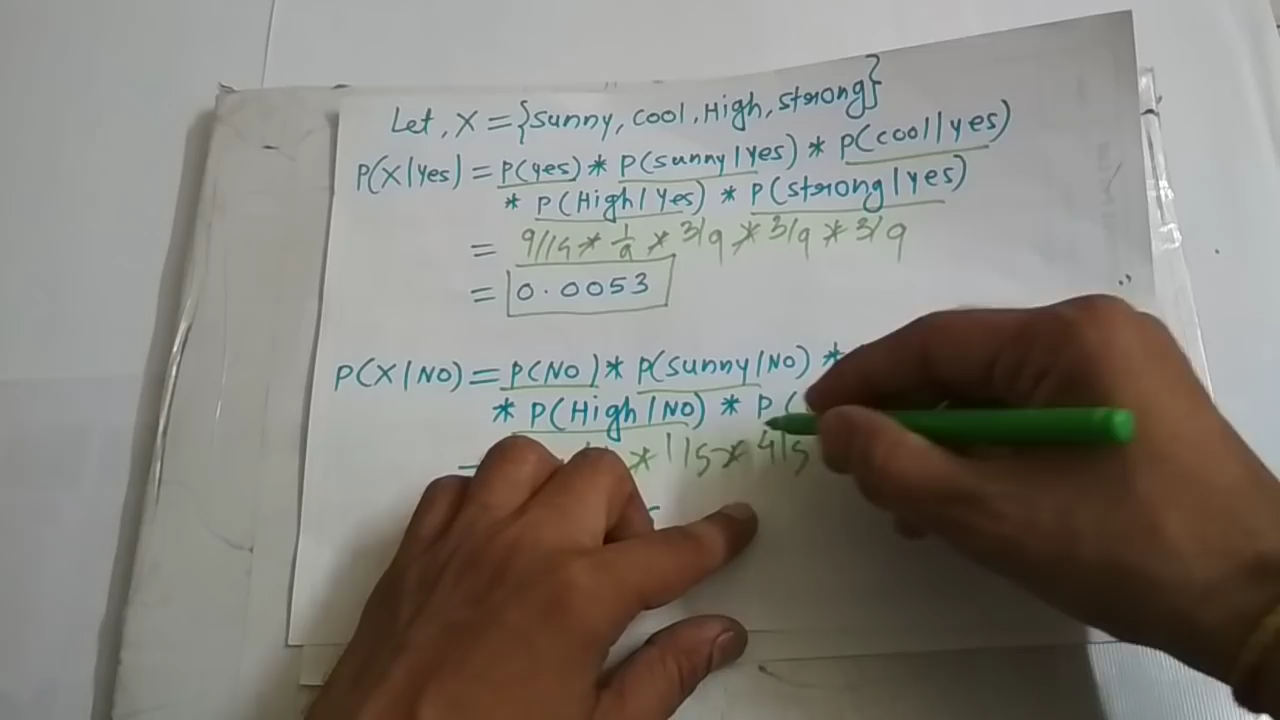 Let, X = {Sunny, cool, High, strong}
P(X|Yes) = P(yes) * P(sunny|Yes) * P(cool|yes)
* P(High|Yes) * P(strong|Yes)
= 9/14 * 1/9 * 3/9 * 3/9 * 3/9
= 0.0053
P(X|NO) = P(NO) * P(sunny|NO) *
* P(High|NO) * P(
* 1/5 * 4/5